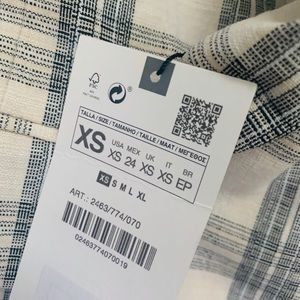 FSC
TALLA / SIZE / TAMANHO / TAILLE / MAAT / ΜΕΓΕΘΟΣ
XS
USA MEX UK IT BR
XS 24 XS XS EP
XS S M L XL
ART.: 2463/774/070
02463774070019